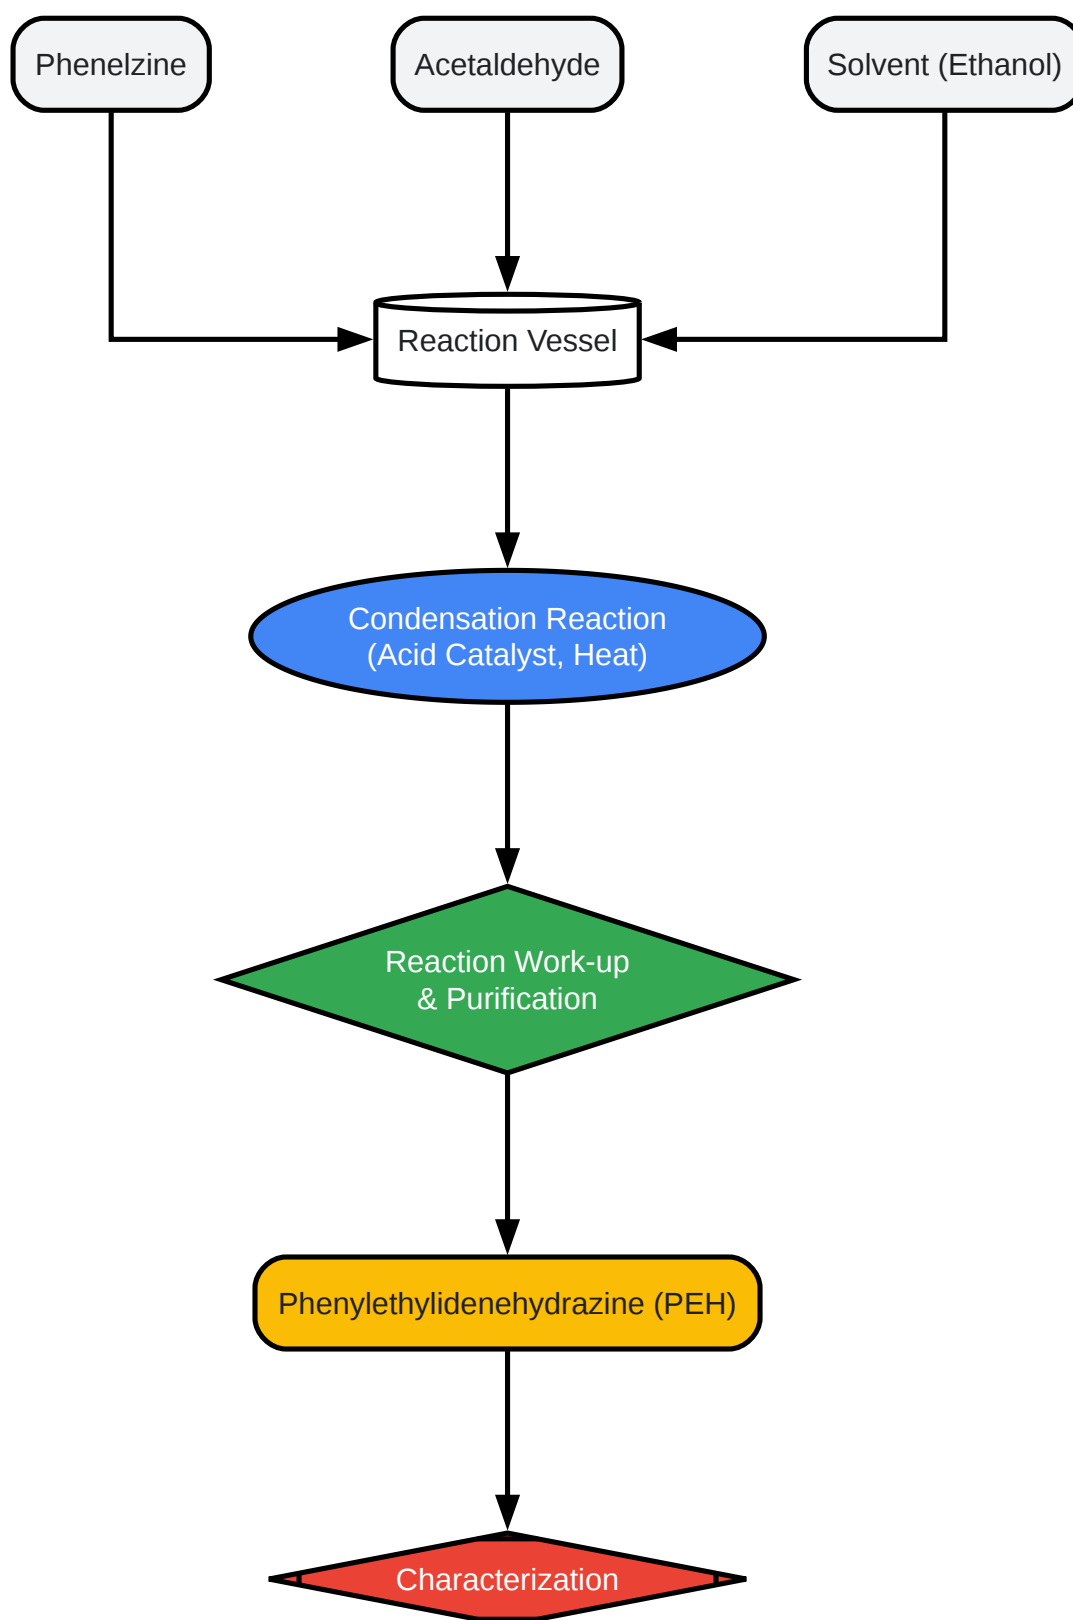 Phenelzine
Acetaldehyde
Solvent (Ethanol)
Reaction Vessel
Condensation Reaction
(Acid Catalyst, Heat)
Reaction Work-up
& Purification
Phenylethylidenehydrazine (PEH)
Characterization